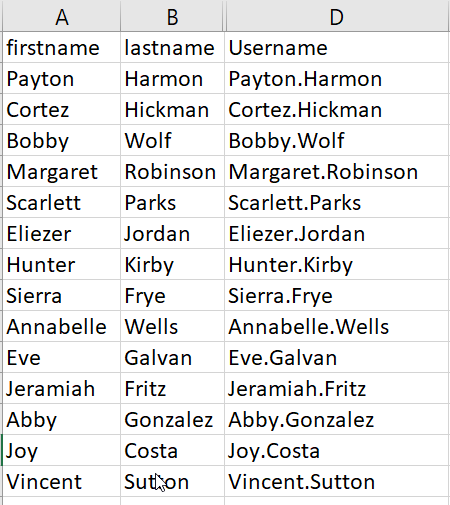 A B D
firstname lastname Username
Payton Harmon Payton.Harmon
Cortez Hickman Cortez.Hickman
Bobby Wolf Bobby.Wolf
Margaret Robinson Margaret.Robinson
Scarlett Parks Scarlett.Parks
Eliezer Jordan Eliezer.Jordan
Hunter Kirby Hunter.Kirby
Sierra Frye Sierra.Frye
Annabelle Wells Annabelle.Wells
Eve Galvan Eve.Galvan
Jeramiah Fritz Jeramiah.Fritz
Abby Gonzalez Abby.Gonzalez
Joy Costa Joy.Costa
Vincent Sutton Vincent.Sutton